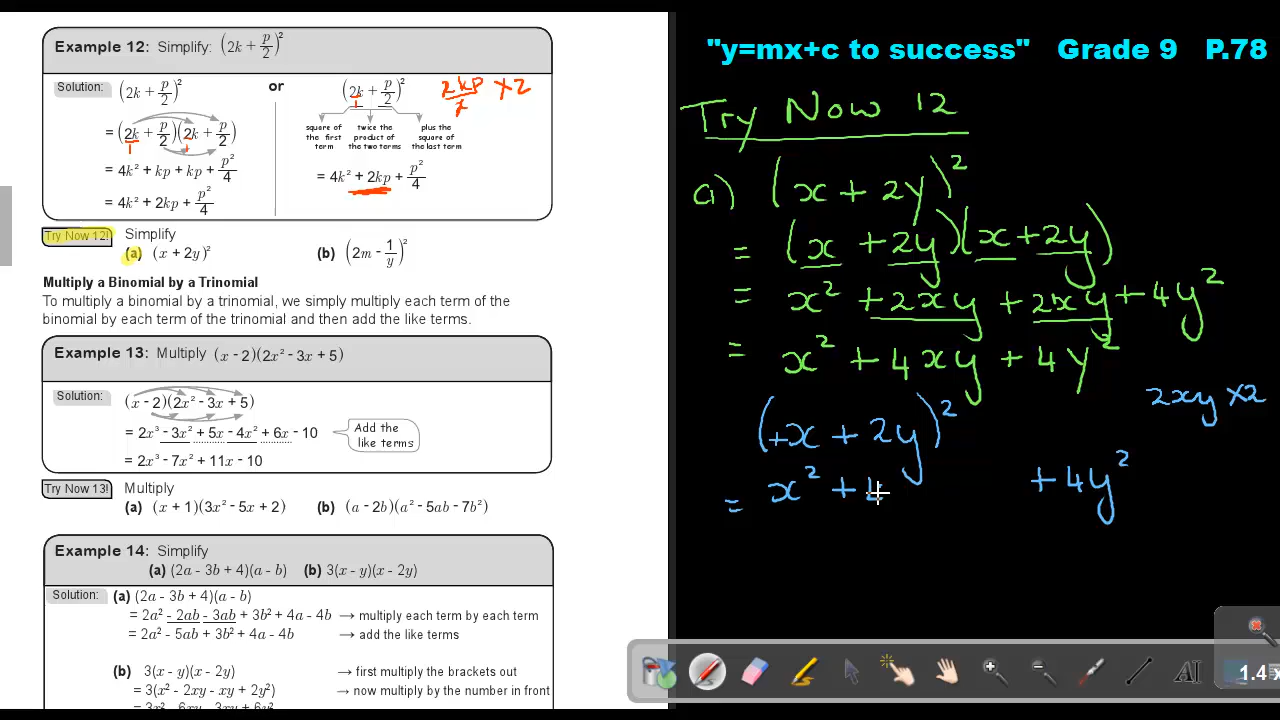 Example 12: Simplify: (2k + p/2)²
Solution: (2k + p/2)² or (2k + p/2)² 2kp/2 × 2
= (2k + p/2)(2k + p/2)
1 1 1
square of the first term
twice the product of the two terms
plus the square of the last term
= 4k² + kp + kp + p²/4
= 4k² + 2kp + p²/4
= 4k² + 2kp + p²/4
Try Now 12! Simplify
(a) (x + 2y)² (b) (2m - 1/y)²
Multiply a Binomial by a Trinomial
To multiply a binomial by a trinomial, we simply multiply each term of the
binomial by each term of the trinomial and then add the like terms.
Example 13: Multiply (x - 2)(2x² - 3x + 5)
Solution:
(x - 2)(2x² - 3x + 5)
= 2x³ - 3x² + 5x - 4x² + 6x - 10
Add the
like terms
= 2x³ - 7x² + 11x - 10
Try Now 13! Multiply
(a) (x + 1)(3x² - 5x + 2) (b) (a - 2b)(a² - 5ab - 7b²)
Example 14: Simplify
(a) (2a - 3b + 4)(a - b) (b) 3(x - y)(x - 2y)
Solution: (a) (2a - 3b + 4)(a - b)
= 2a² - 2ab - 3ab + 3b² + 4a - 4b → multiply each term by each term
= 2a² - 5ab + 3b² + 4a - 4b → add the like terms
(b) 3(x - y)(x - 2y) → first multiply the brackets out
= 3(x² - 2xy - xy + 2y²) → now multiply by the number in front
"y=mx+c to success" Grade 9 P.78
Try Now 12
a) (x + 2y)²
= (x + 2y)(x + 2y)
= x² + 2xy + 2xy + 4y²
= x² + 4xy + 4y²
2xy × 2
(+x + 2y)²
= x² + 4 + 4y²
AI
1.4 x